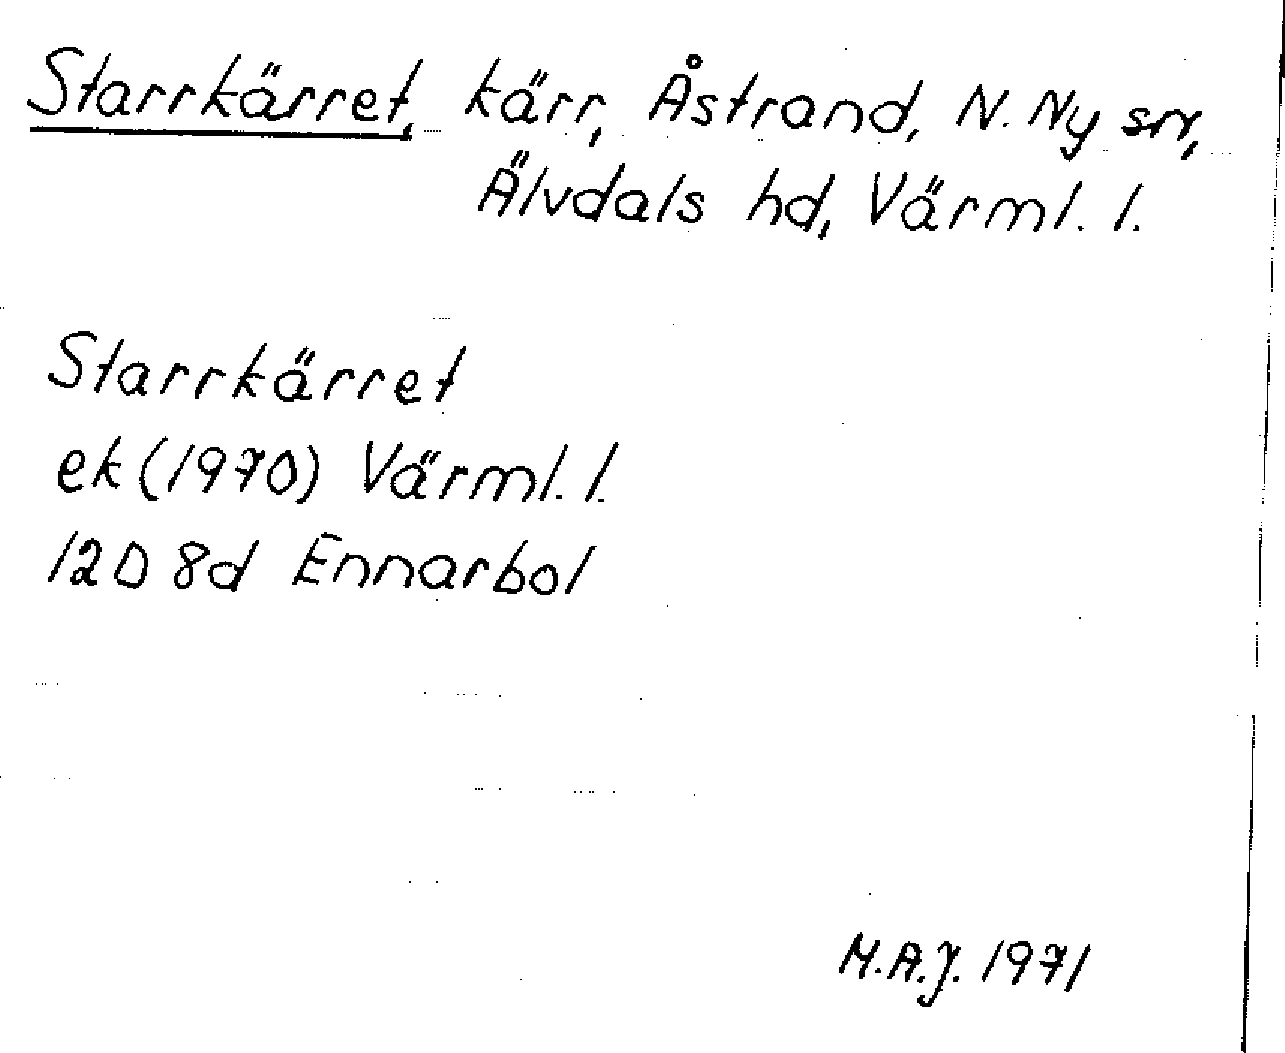 Starrkärret, kärr, Åstrand, N. Ny sn,
Älvdals hd, Värml. l.
Starrkärret
ek (1970) Värml. l.
12D 8d Ennarbol
M.A.J. 1971